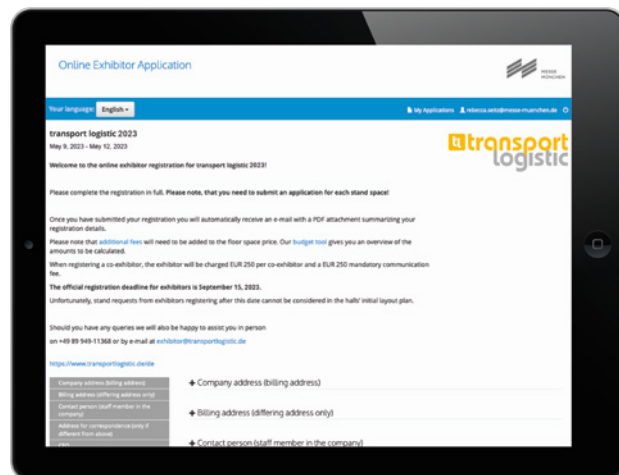 Online Exhibitor Application
MESSE
MÜNCHEN
Your language: English
My Applications rebecca.seitz@messe-muenchen.de
transport logistic 2023
May 9, 2023 - May 12, 2023
transport
logistic
Welcome to the online exhibitor registration for transport logistic 2023!
Please complete the registration in full. Please note, that you need to submit an application for each stand space!
Once you have submitted your registration you will automatically receive an e-mail with a PDF attachment summarizing your
registration details.
Please note that additional fees will need to be added to the floor space price. Our budget tool gives you an overview of the
amounts to be calculated.
When registering a co-exhibitor, the exhibitor will be charged EUR 250 per co-exhibitor and a EUR 250 mandatory communication
fee.
The official registration deadline for exhibitors is September 15, 2023.
Unfortunately, stand requests from exhibitors registering after this date cannot be considered in the halls' initial layout plan.
Should you have any queries we will also be happy to assist you in person
on +49 89 949-11368 or by e-mail at exhibitor@transportlogistic.de
https://www.transportlogistic.de/de
Company address (billing address)
Billing address (differing address only)
Contact person (staff member in the
company)
Address for correspondence (only if
different from above)
CEO
+ Company address (billing address)
+ Billing address (differing address only)
+ Contact person (staff member in the company)